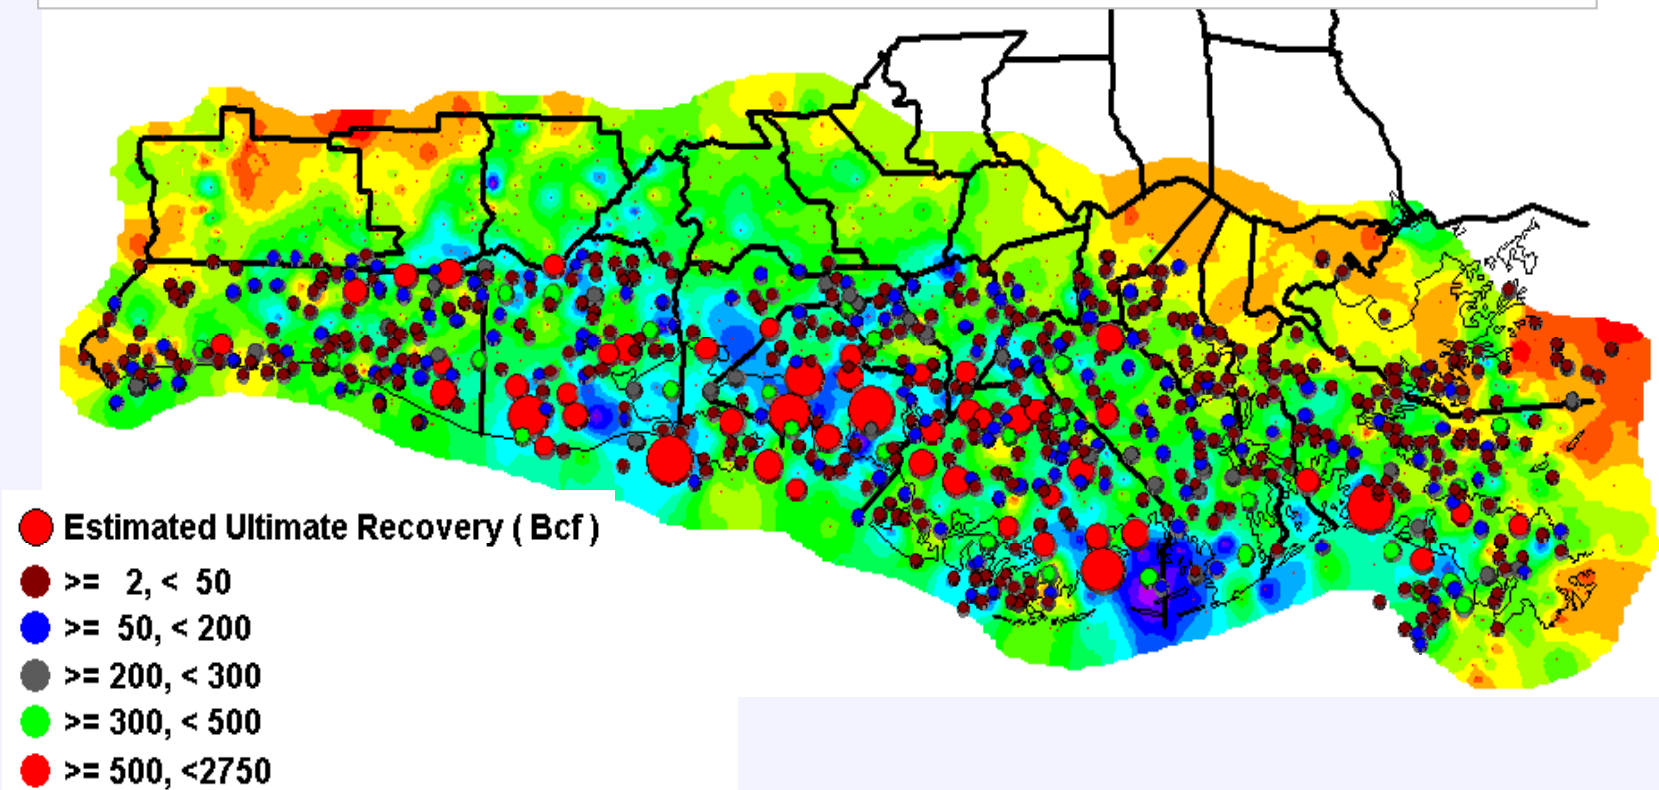 Estimated Ultimate Recovery ( Bcf )
>= 2, < 50
>= 50, < 200
>= 200, < 300
>= 300, < 500
>= 500, <2750